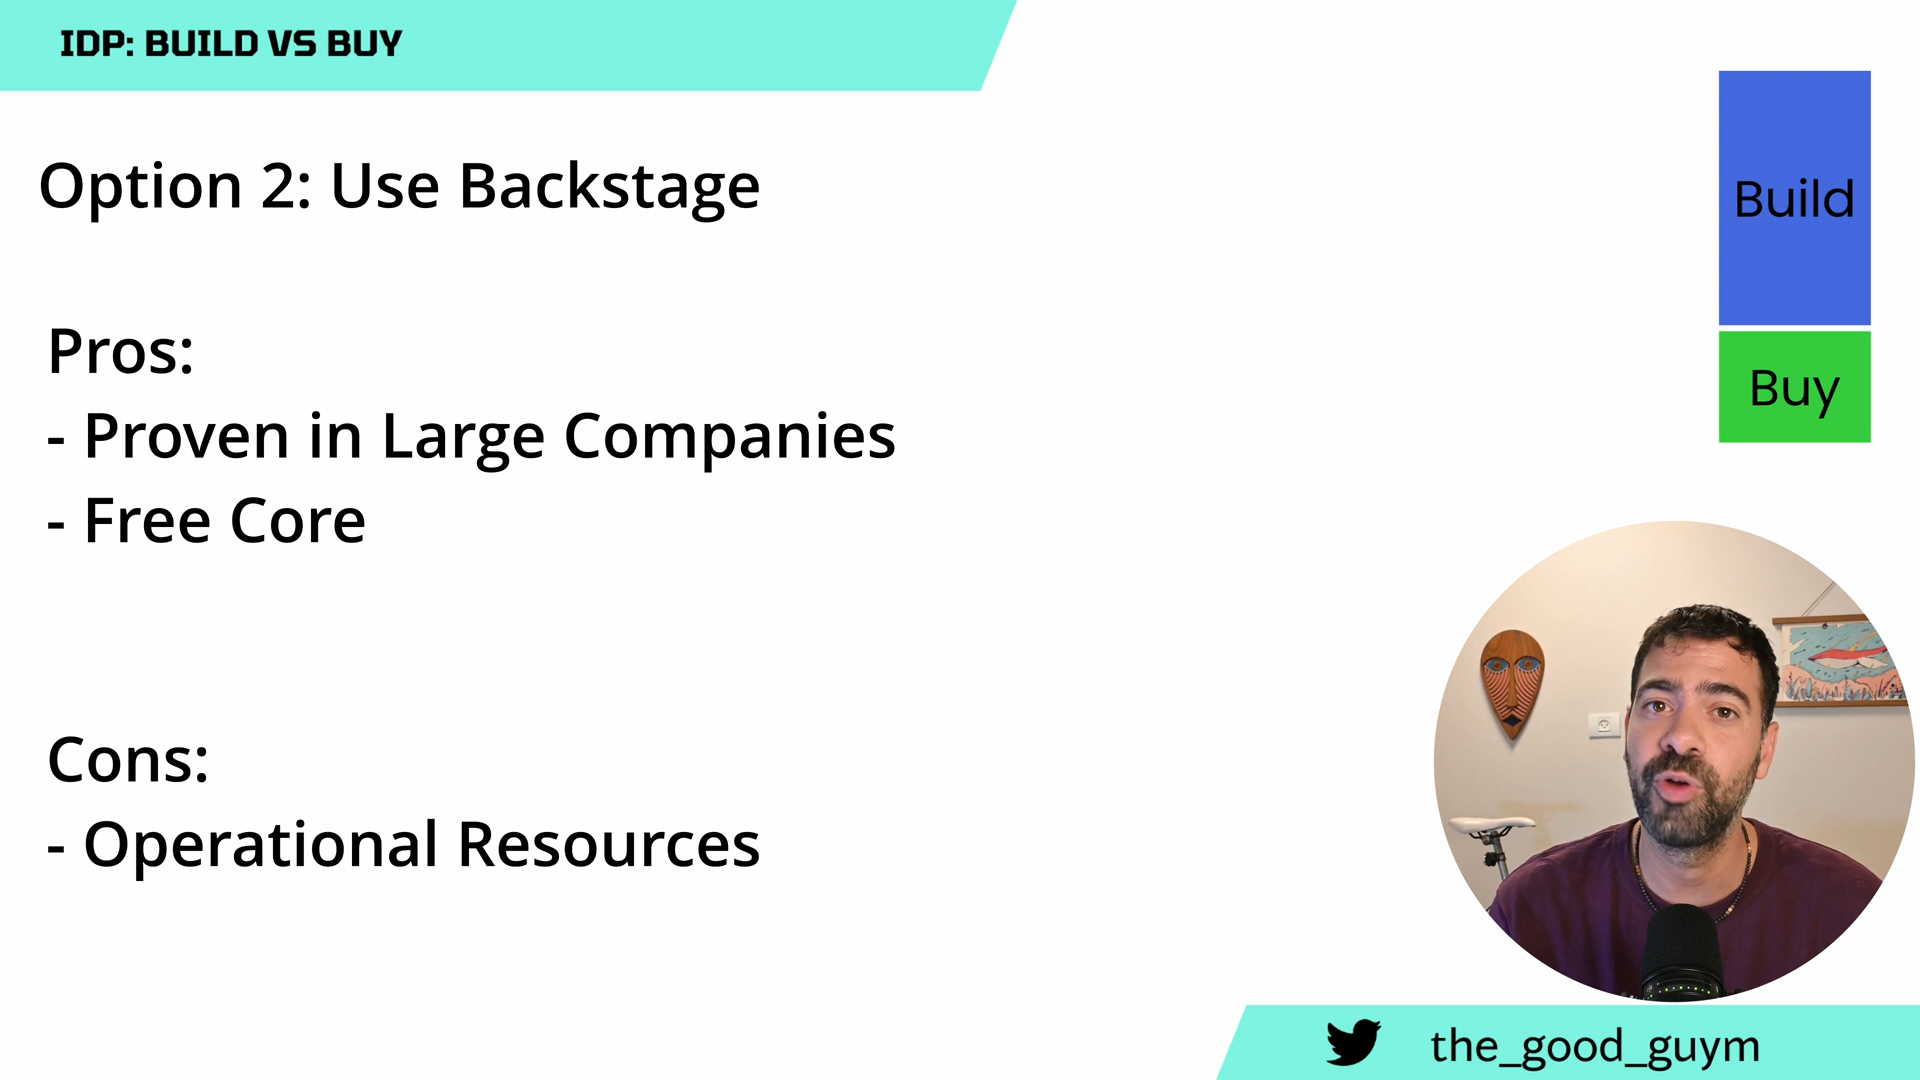 IDP: BUILD VS BUY
Option 2: Use Backstage
Pros:
- Proven in Large Companies
- Free Core
Cons:
- Operational Resources
Build
Buy
the_good_guym